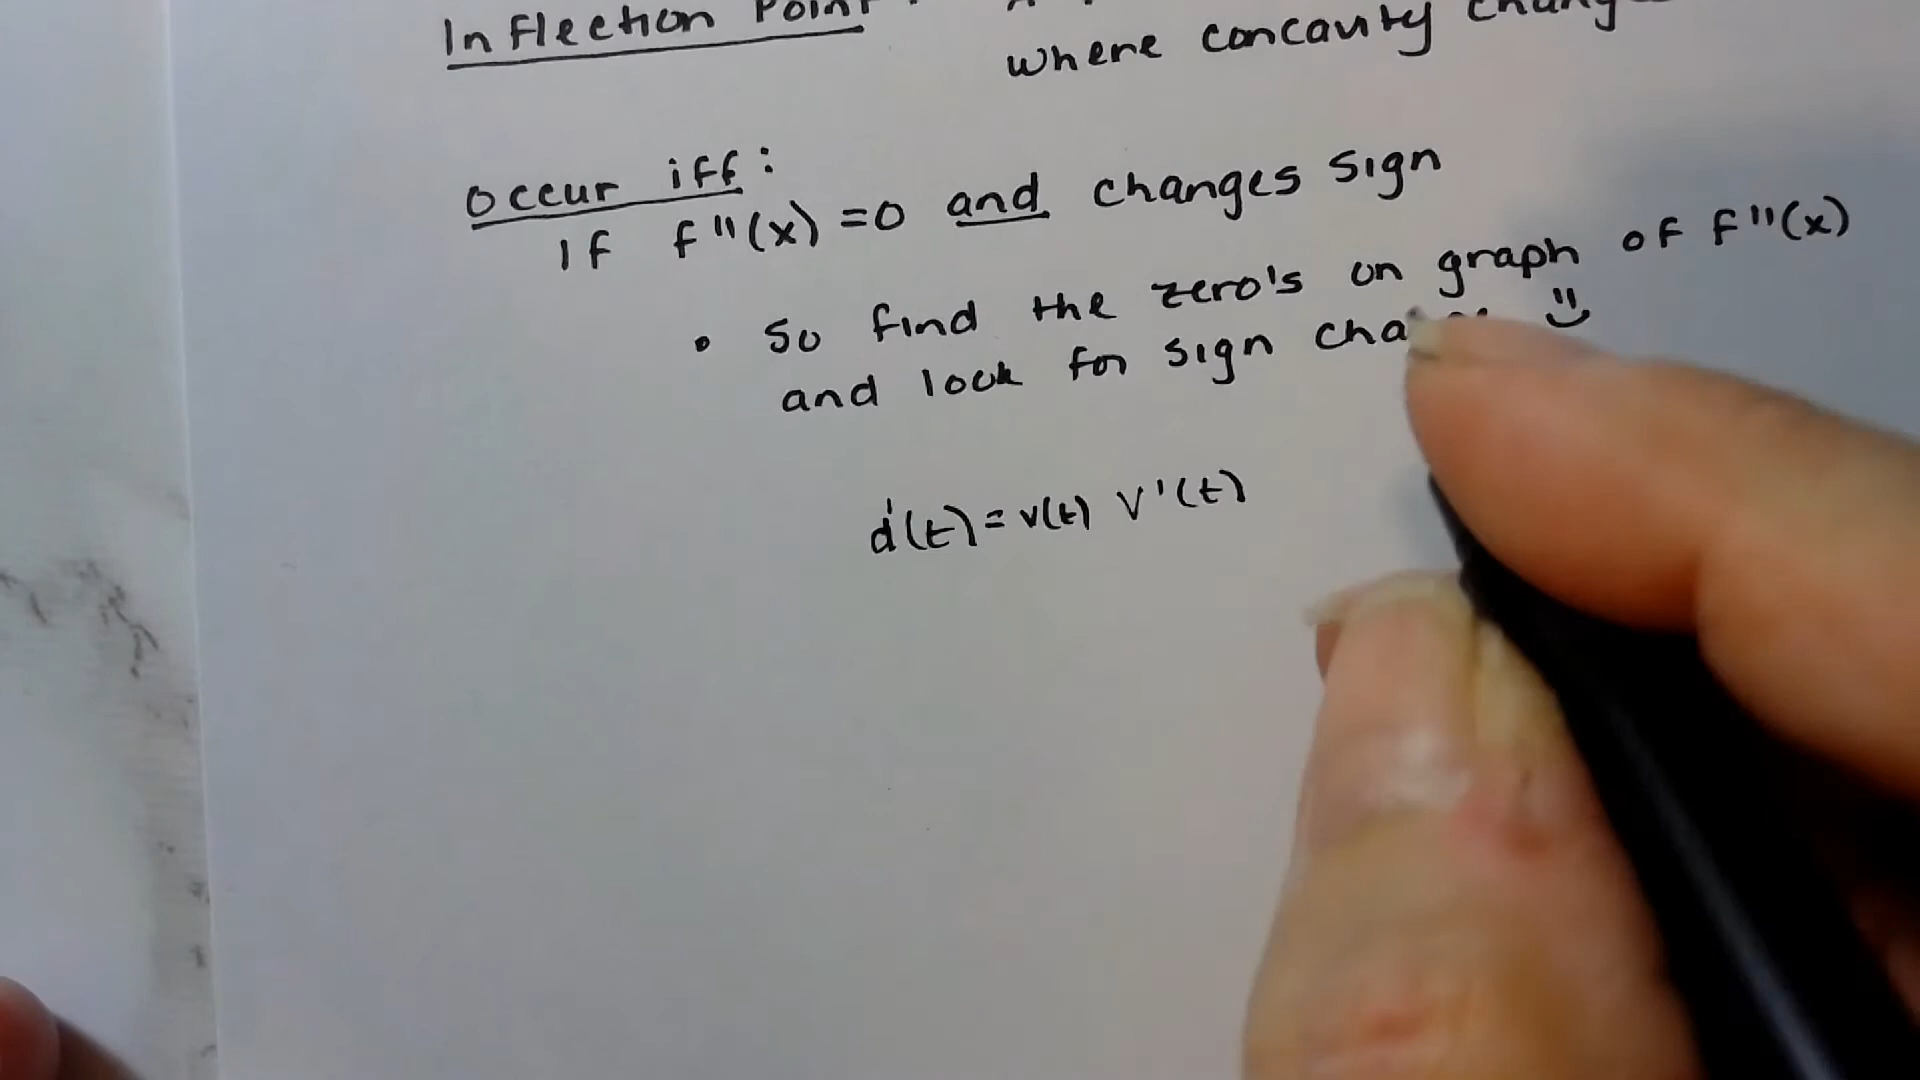 Inflection Point
where concavity
occur iff:
If f"(x) = 0 and changes sign
• So find the zero's on graph of f"(x)
and look for sign
d'(t) = v(t) v'(t)